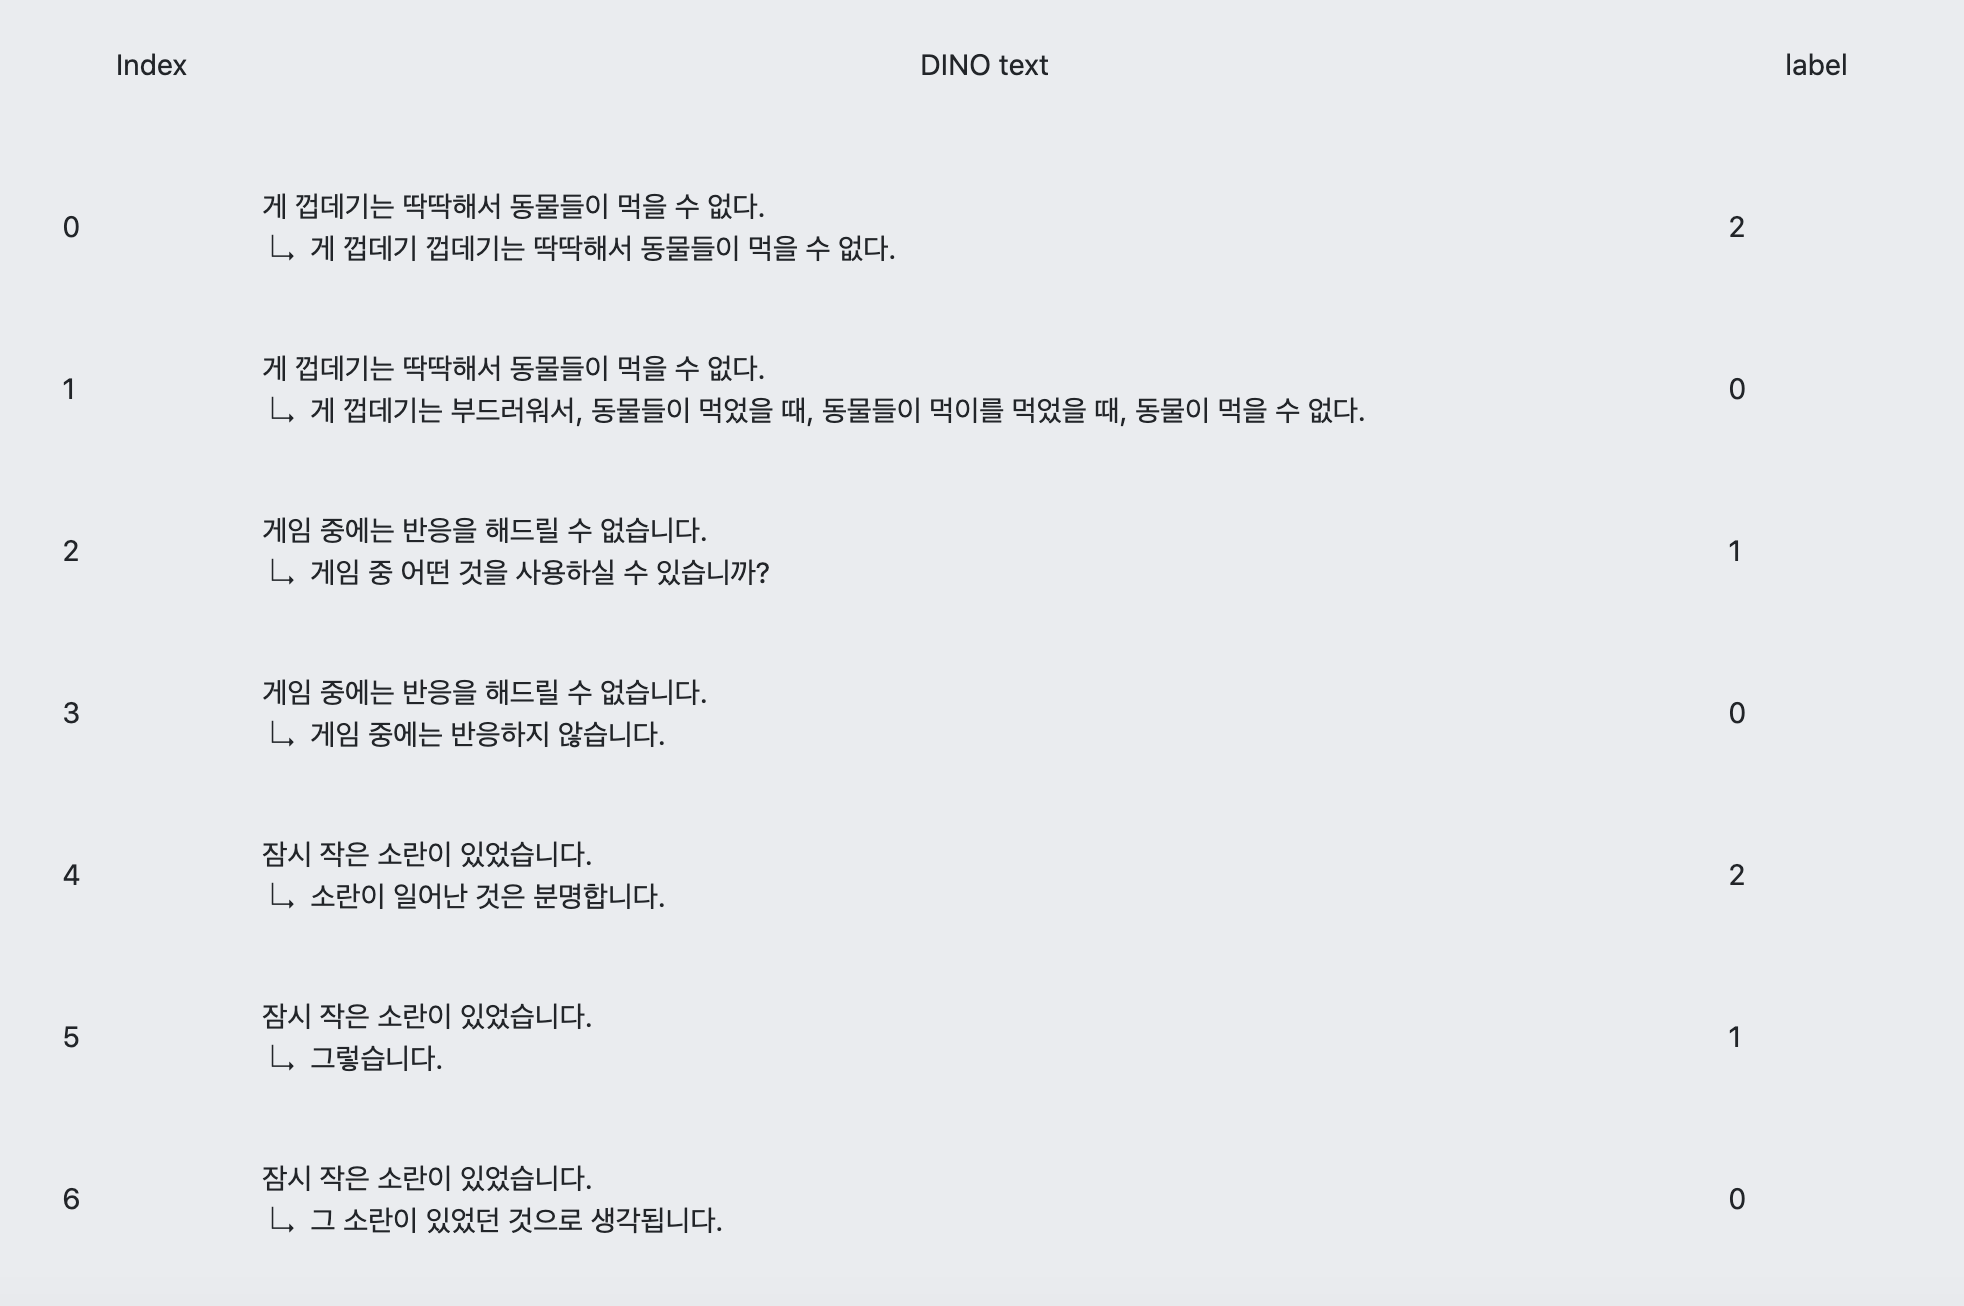 Index DINO text label
0
게 껍데기는 딱딱해서 동물들이 먹을 수 없다.
게 껍데기 껍데기는 딱딱해서 동물들이 먹을 수 없다.
2
1
게 껍데기는 딱딱해서 동물들이 먹을 수 없다.
게 껍데기는 부드러워서, 동물들이 먹었을 때, 동물들이 먹이를 먹었을 때, 동물이 먹을 수 없다.
0
2
게임 중에는 반응을 해드릴 수 없습니다.
게임 중 어떤 것을 사용하실 수 있습니까?
1
3
게임 중에는 반응을 해드릴 수 없습니다.
게임 중에는 반응하지 않습니다.
0
4
잠시 작은 소란이 있었습니다.
소란이 일어난 것은 분명합니다.
2
5
잠시 작은 소란이 있었습니다.
그렇습니다.
1
6
잠시 작은 소란이 있었습니다.
그 소란이 있었던 것으로 생각됩니다.
0